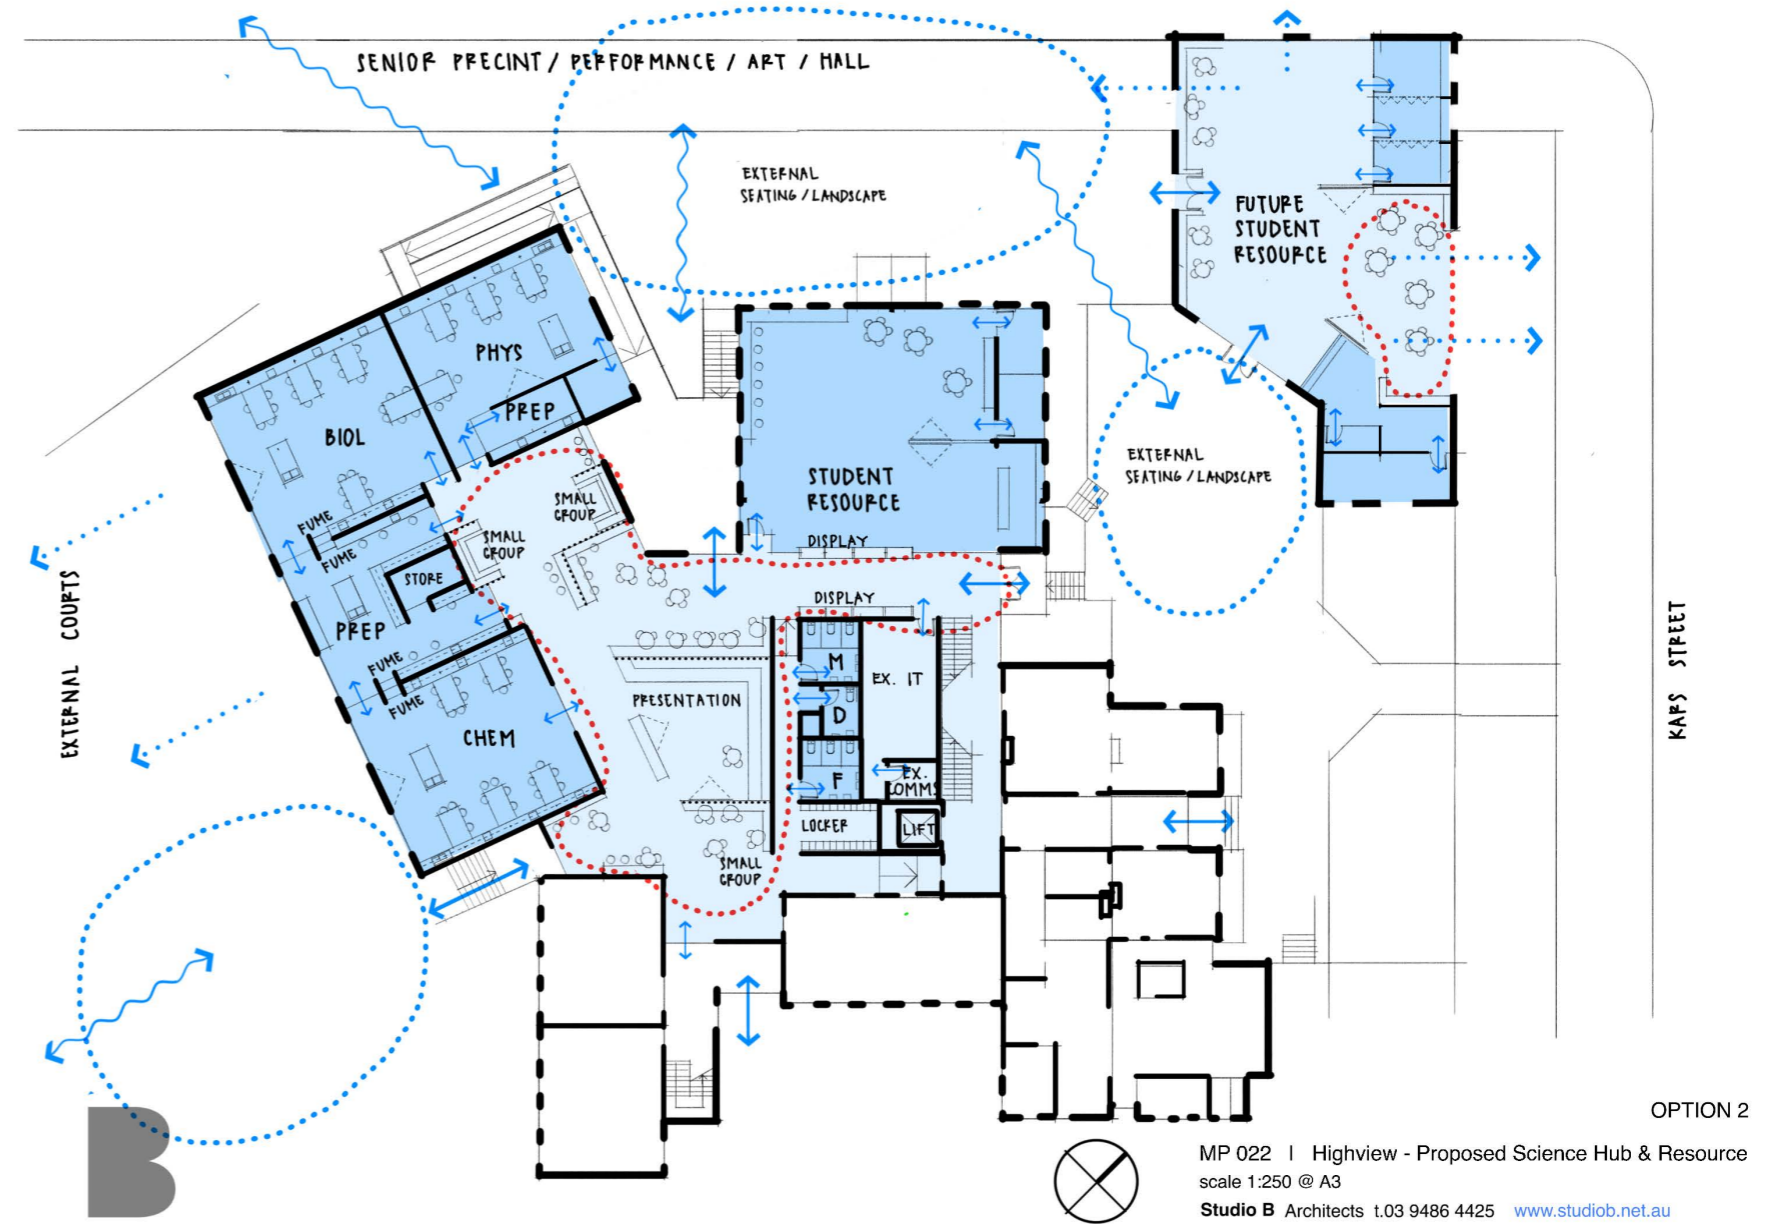 SENIOR PRECINT / PERFORMANCE / ART / HALL
EXTERNAL
SEATING / LANDSCAPE
FUTURE
STUDENT
RESOURCE
PHYS
PREP
BIOL
STUDENT
RESOURCE
EXTERNAL
SEATING / LANDSCAPE
SMALL
GROUP
SMALL
GROUP
FUME
FUME
STORE
DISPLAY
DISPLAY
PREP
EXTERNAL COURTS
KARS STREET
FUME
FUME
M
EX. IT
PRESENTATION
D
CHEM
F
EX.
COMMS
LOCKER
LIFT
SMALL
GROUP
B
OPTION 2
MP 022 | Highview - Proposed Science Hub & Resource
scale 1:250 @ A3
Studio B Architects t.03 9486 4425 www.studiob.net.au